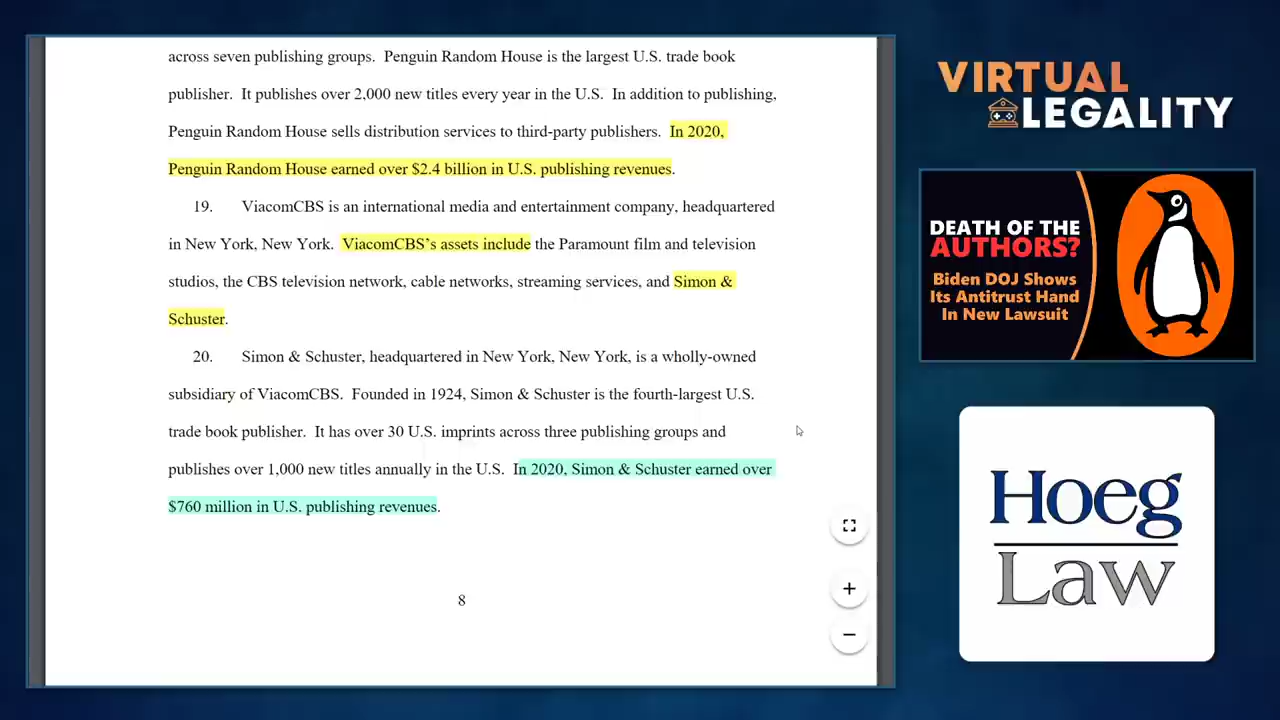 across seven publishing groups.  Penguin Random House is the largest U.S. trade book
publisher.  It publishes over 2,000 new titles every year in the U.S.  In addition to publishing,
Penguin Random House sells distribution services to third-party publishers.  In 2020,
Penguin Random House earned over $2.4 billion in U.S. publishing revenues.
19. ViacomCBS is an international media and entertainment company, headquartered
in New York, New York.  ViacomCBS’s assets include the Paramount film and television
studios, the CBS television network, cable networks, streaming services, and Simon &
Schuster.
20. Simon & Schuster, headquartered in New York, New York, is a wholly-owned
subsidiary of ViacomCBS.  Founded in 1924, Simon & Schuster is the fourth-largest U.S.
trade book publisher.  It has over 30 U.S. imprints across three publishing groups and
publishes over 1,000 new titles annually in the U.S.  In 2020, Simon & Schuster earned over
$760 million in U.S. publishing revenues.
8
VIRTUAL
LEGALITY
DEATH OF THE
AUTHORS?
Biden DOJ Shows
Its Antitrust Hand
In New Lawsuit
Hoeg
Law